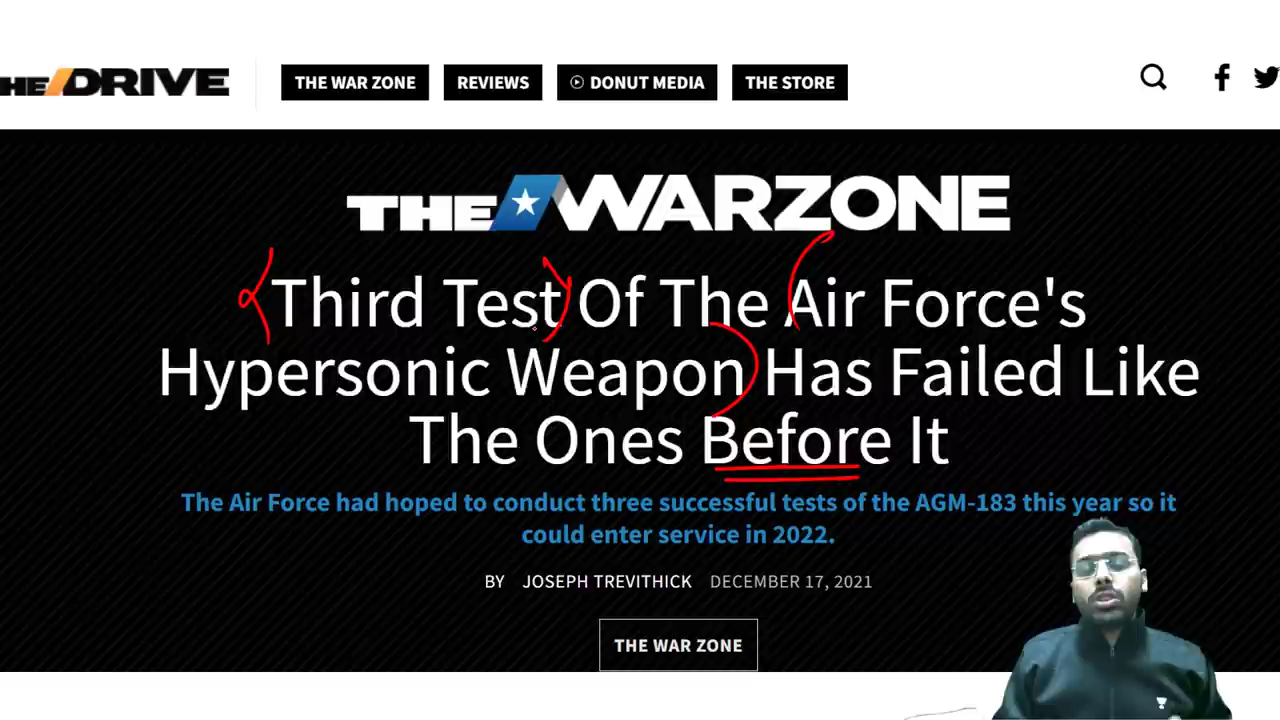 HE/DRIVE
THE WAR ZONE
REVIEWS
DONUT MEDIA
THE STORE
THE WARZONE
Third Test Of The Air Force's
Hypersonic Weapon Has Failed Like
The Ones Before It
The Air Force had hoped to conduct three successful tests of the AGM-183 this year so it
could enter service in 2022.
BY JOSEPH TREVITHICK DECEMBER 17, 2021
THE WAR ZONE